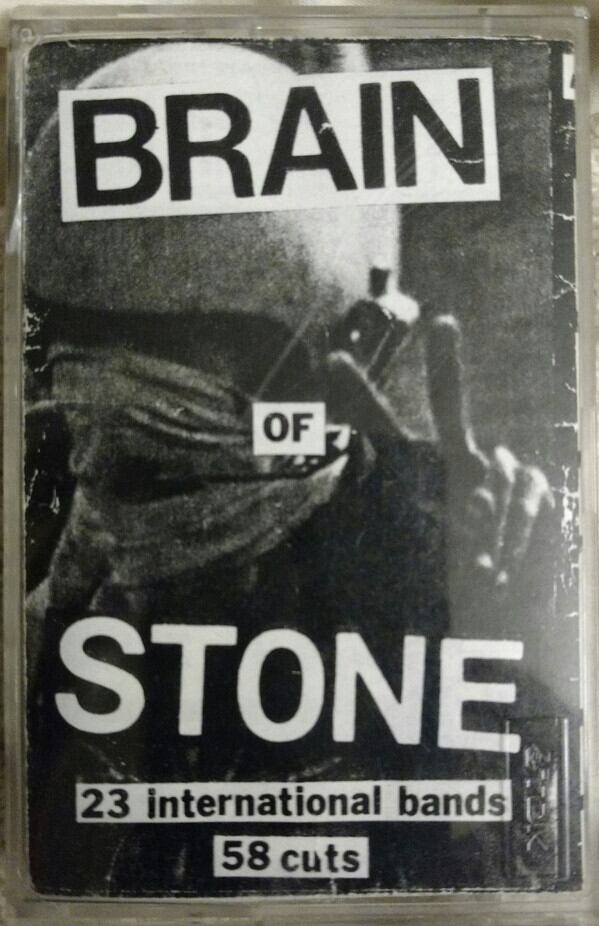 BRAIN
OF
STONE
23 international bands
58 cuts